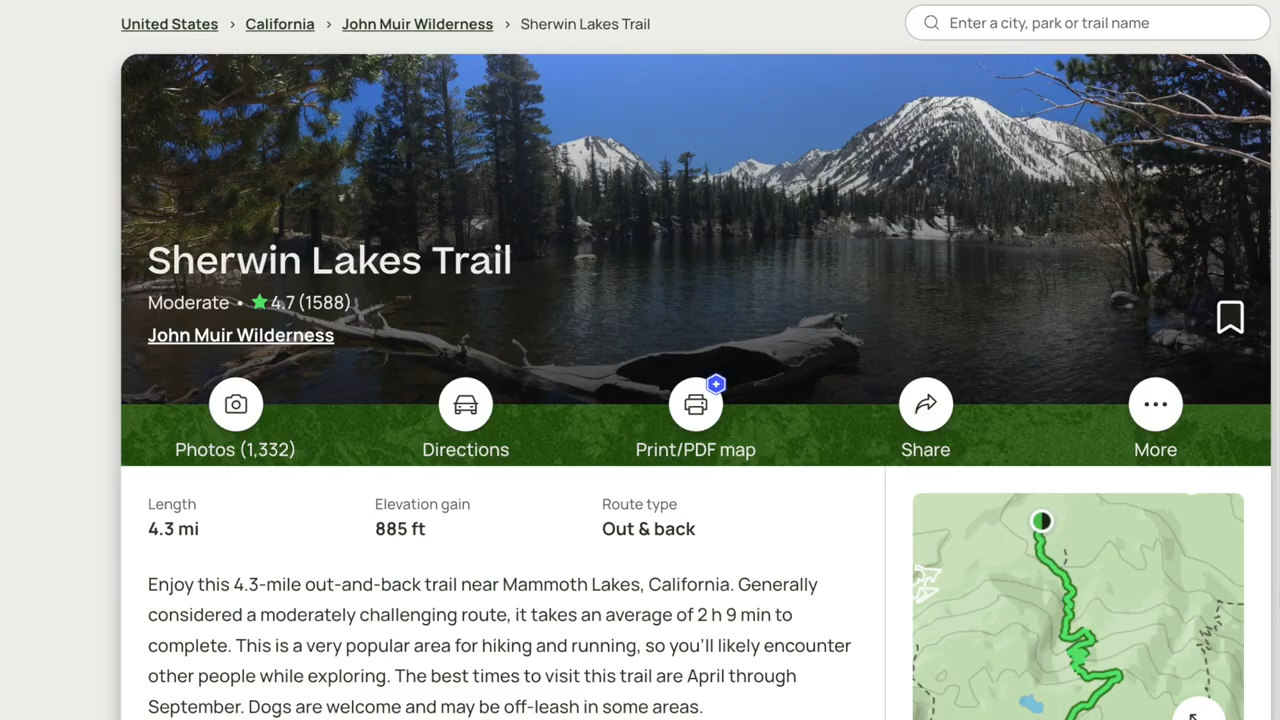 United States › California › John Muir Wilderness › Sherwin Lakes Trail
Enter a city, park or trail name
Sherwin Lakes Trail
Moderate • 4.7 (1588)
John Muir Wilderness
Photos (1,332)
Directions
Print/PDF map
Share
More
Length
4.3 mi
Elevation gain
885 ft
Route type
Out & back
Enjoy this 4.3-mile out-and-back trail near Mammoth Lakes, California. Generally
considered a moderately challenging route, it takes an average of 2 h 9 min to
complete. This is a very popular area for hiking and running, so you'll likely encounter
other people while exploring. The best times to visit this trail are April through
September. Dogs are welcome and may be off-leash in some areas.